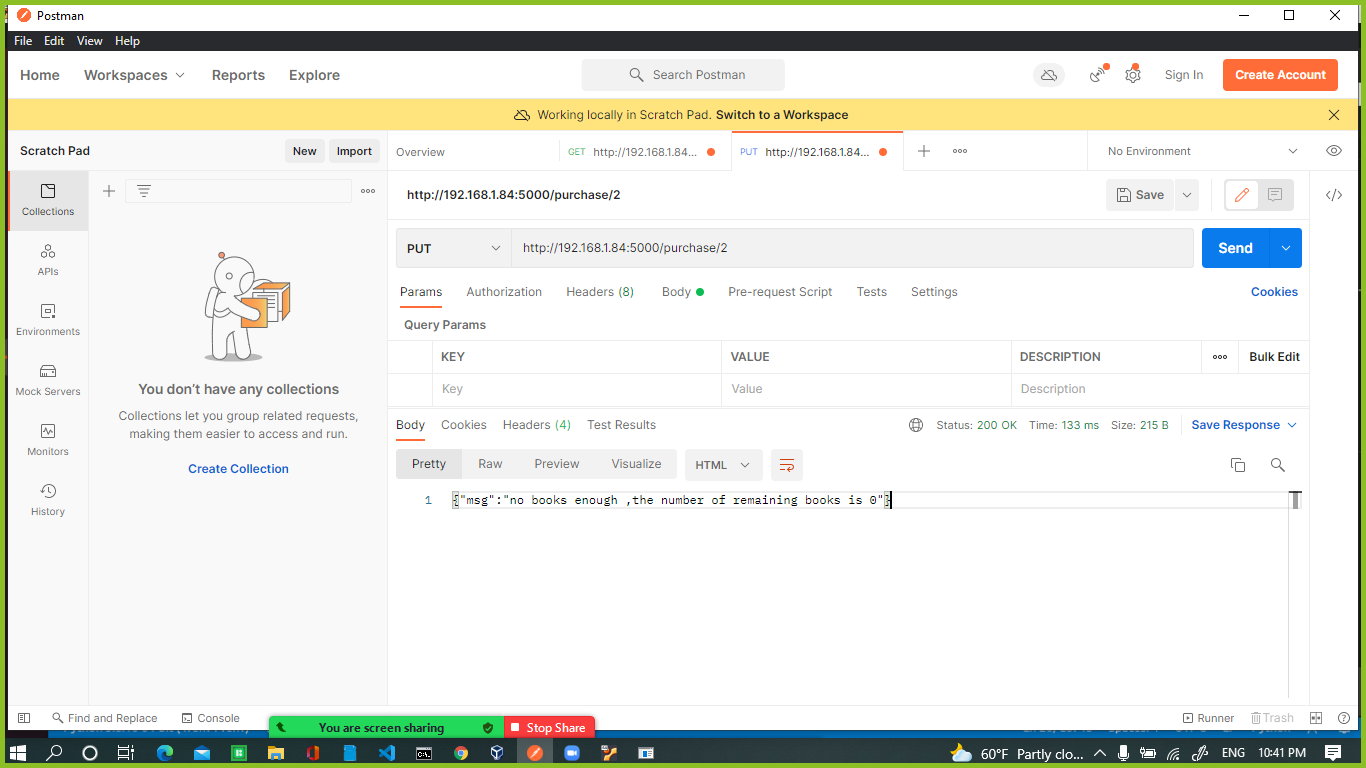 Postman
File Edit View Help
Home Workspaces Reports Explore Search Postman Sign In Create Account
Working locally in Scratch Pad. Switch to a Workspace
Scratch Pad New Import
Overview GET http://192.168.1.84... PUT http://192.168.1.84... No Environment
http://192.168.1.84:5000/purchase/2 Save
Collections
PUT http://192.168.1.84:5000/purchase/2 Send
APIs
Params Authorization Headers (8) Body Pre-request Script Tests Settings Cookies
Environments
Query Params
KEY VALUE DESCRIPTION Bulk Edit
Key Value Description
Mock Servers
You don't have any collections
Collections let you group related requests,
making them easier to access and run.
Create Collection
Monitors
History
Body Cookies Headers (4) Test Results Status: 200 OK Time: 133 ms Size: 215 B Save Response
Pretty Raw Preview Visualize HTML
1 {"msg":"no books enough ,the number of remaining books is 0"}
Find and Replace Console Runner Trash
You are screen sharing Stop Share
60°F Partly clo... ENG 10:41 PM